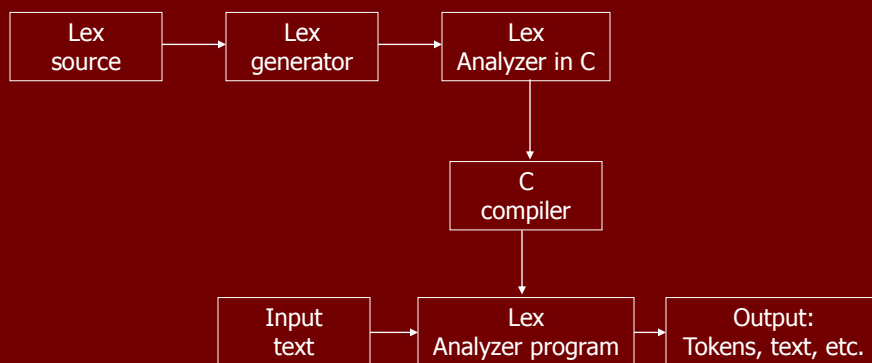 Lex
source
Lex
generator
Lex
Analyzer in C
C
compiler
Input
text
Lex
Analyzer program
Output:
Tokens, text, etc.